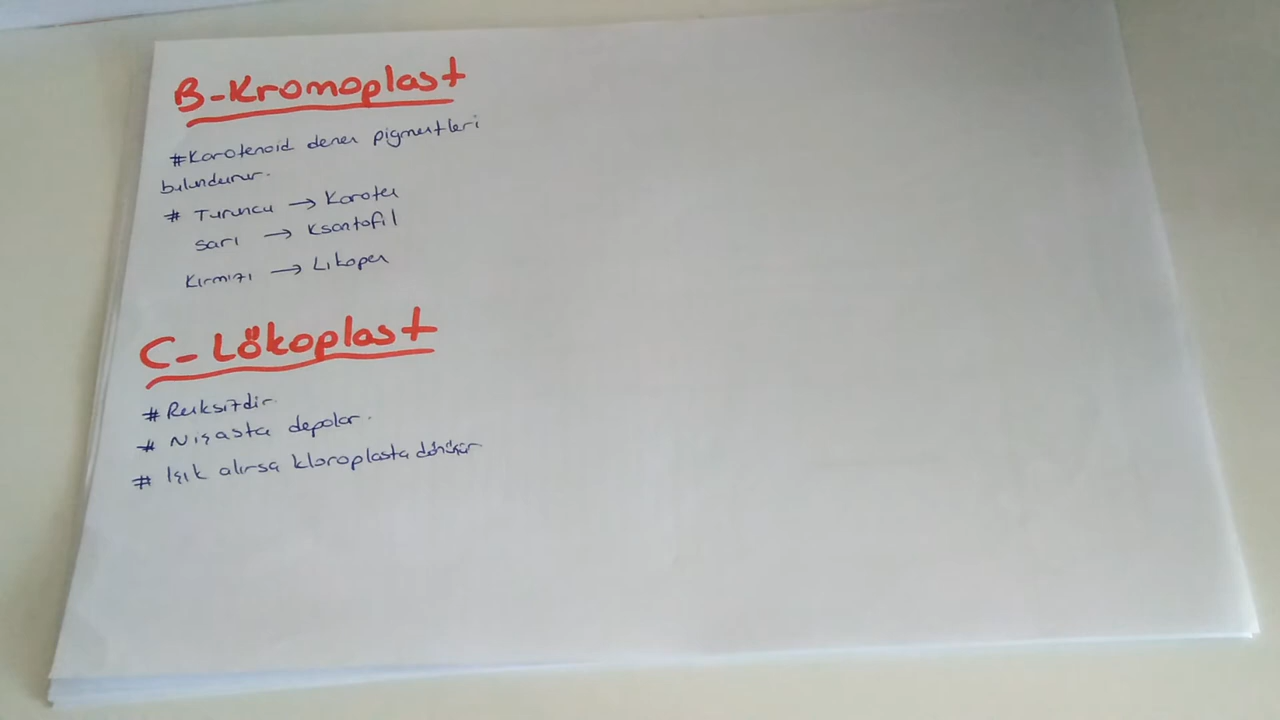 B-Kromoplast
#Karotenoid denen pigmentleri
bulundurur.
# Turuncu → Karoten
Sarı → Ksantofil
Kırmızı → Likopen
C- Lökoplast
# Renksizdir.
# Nişasta depolar.
# Işık alırsa kloroplasta dönüşür